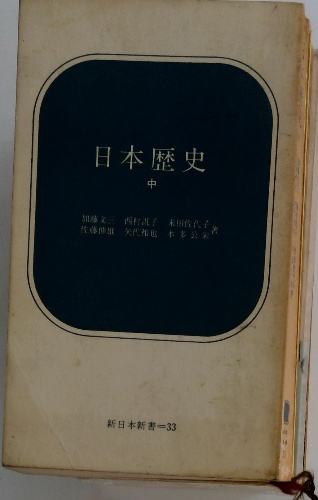 日本歴史
中
加藤文三 西村汎子 米田佐代子
佐藤伸雄 矢代和也 本多公栄 著
新日本新書=33